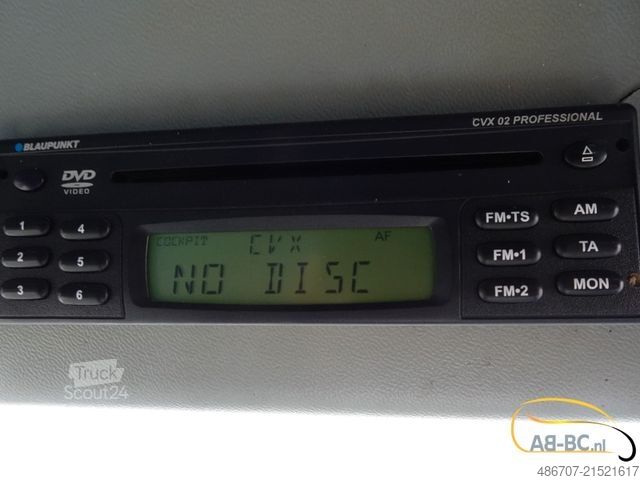 CVX 02 PROFESSIONAL
BLAUPUNKT
DVD
VIDEO
1 4
2 5
3 6
COCKPIT CVX AF
NO DISC
FM•TS AM
FM•1 TA
FM•2 MON
Truck
Scout24
AB-BC.nl
486707-21521617